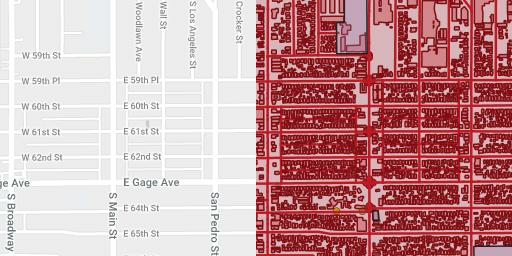 Woodlawn Ave
Wall St
S Los Angeles St
Crocker St
W 59th St
W 59th Pl
E 59th Pl
W 60th St
E 60th St
W 61st St
E 61st St
W 62nd St
E 62nd St
ge Ave
E Gage Ave
S Broadway
S Main St
San Pedro St
E 64th St
E 65th St